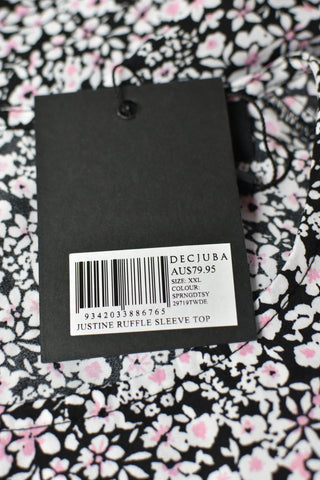 DECJUBA
AU$79.95
SIZE: XXL
COLOUR:
SPRNGDTSY
29719TWDE
9342033886765
JUSTINE RUFFLE SLEEVE TOP